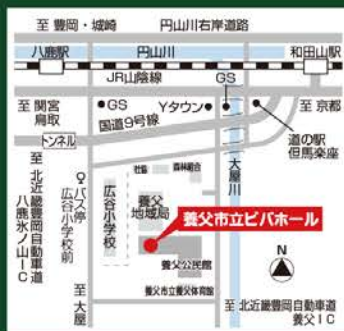 至 豊岡・城崎
円山川右岸道路
八鹿駅
円山川
和田山駅
JR山陰線
GS
至 関宮
鳥取
GS
Yタウン
至 京都
国道9号線
トンネル
道の駅
但馬楽座
社協
森林組合
大屋川
至 北近畿豊岡自動車道
八鹿氷ノ山IC
バス停
広谷小学校前
広谷小学校
養父
地域局
養父市立ビバホール
養父公民館
N
養父市立養父体育館
至 大屋
至 北近畿豊岡自動車道
養父IC